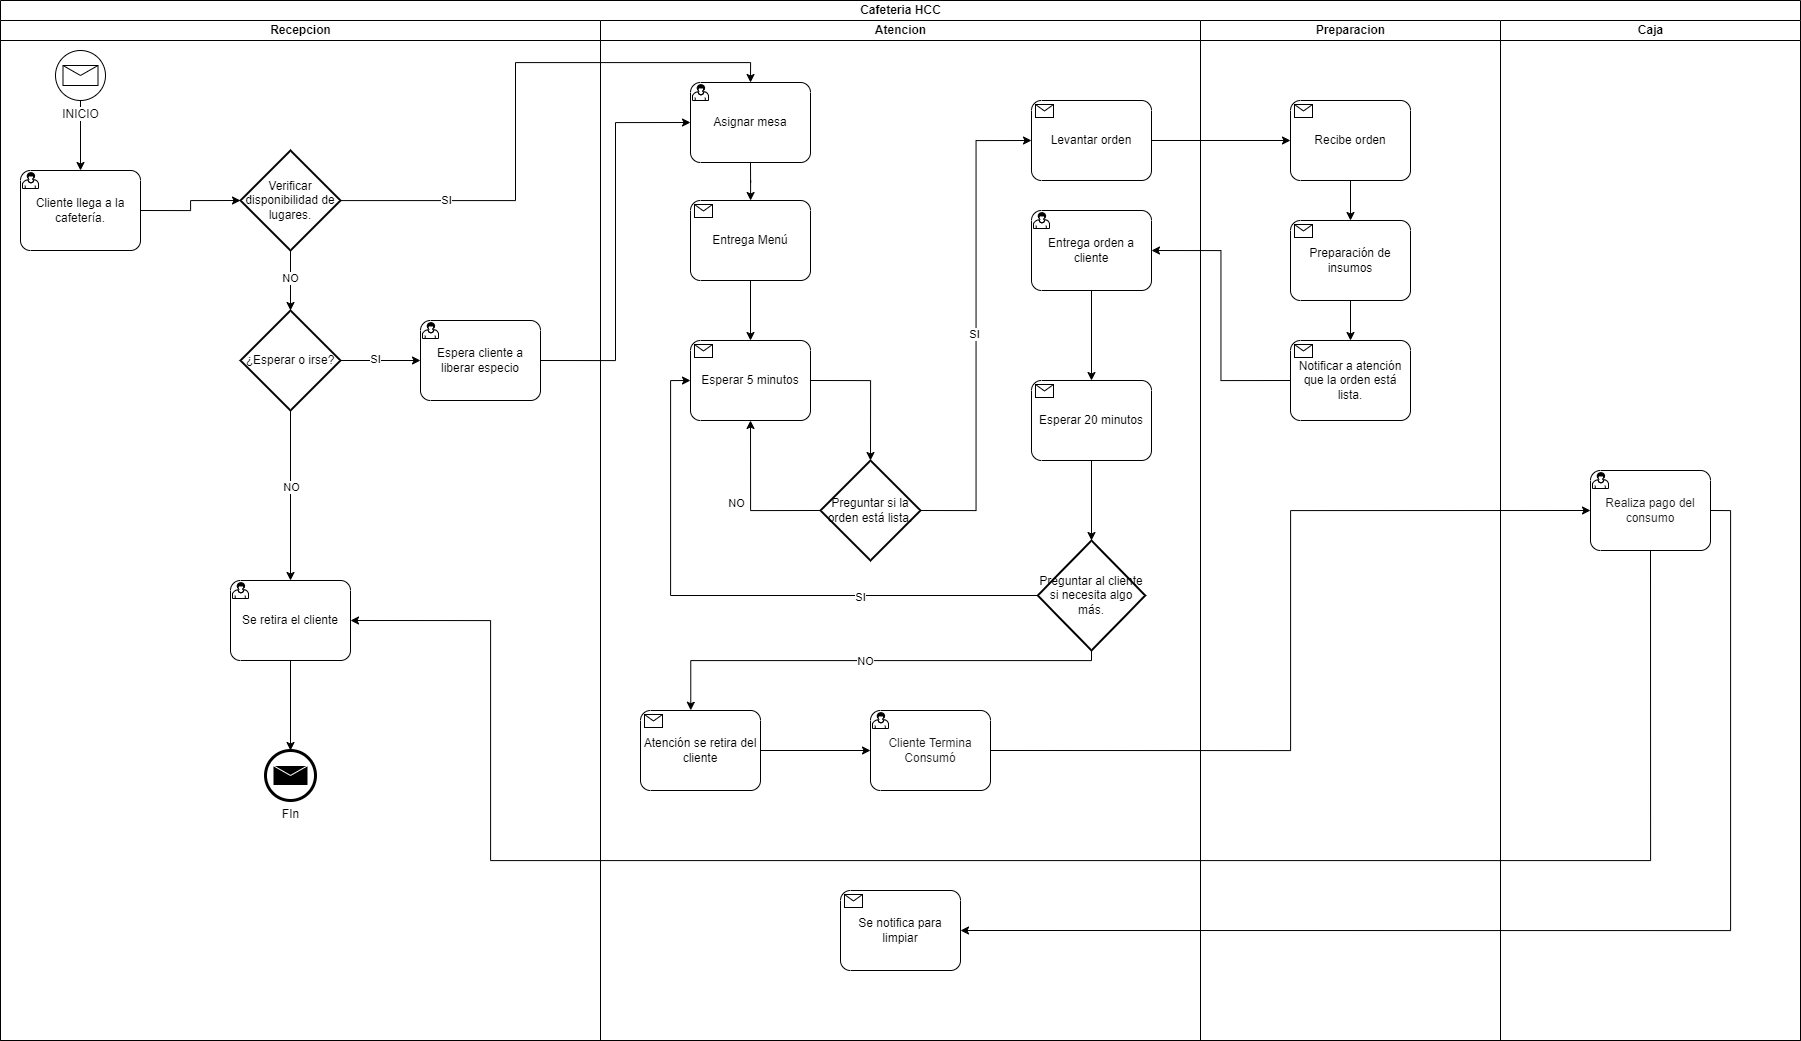 Cafeteria HCC
Recepcion
Atencion
Preparacion
Caja
INICIO
Cliente llega a la
cafetería.
Verificar
disponibilidad de
lugares.
SI
NO
¿Esperar o irse?
SI
Espera cliente a
liberar especio
NO
Se retira el cliente
FIn
Asignar mesa
Entrega Menú
Esperar 5 minutos
Preguntar si la
orden está lista.
NO
SI
Levantar orden
Entrega orden a
cliente
Esperar 20 minutos
Preguntar al cliente
si necesita algo
más.
SI
NO
Atención se retira del
cliente
Cliente Termina
Consumó
Se notifica para
limpiar
Recibe orden
Preparación de
insumos
Notificar a atención
que la orden está
lista.
Realiza pago del
consumo